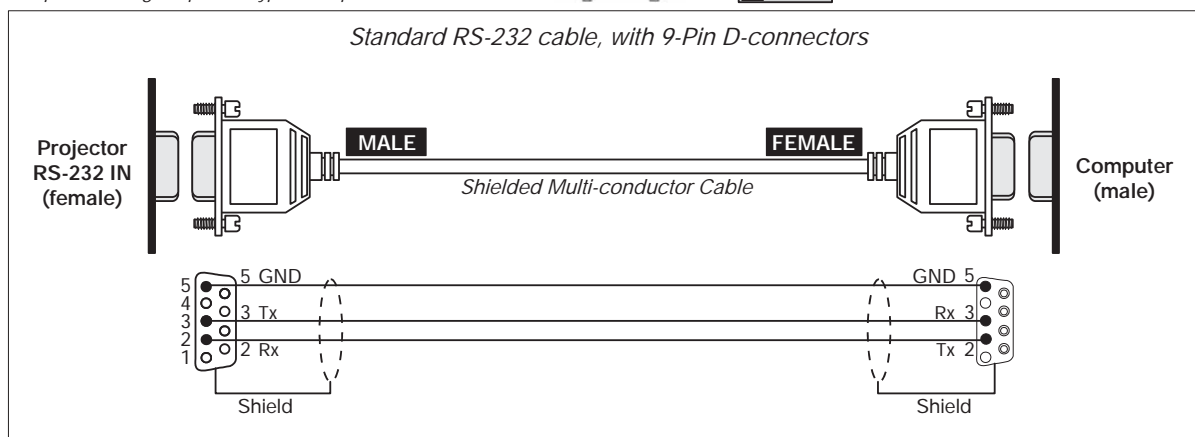 Standard RS-232 cable, with 9-Pin D-connectors
Projector
RS-232 IN
(female)
MALE
FEMALE
Shielded Multi-conductor Cable
Computer
(male)
5 GND
GND 5
5
4
3 Tx
Rx 3
3
2
2 Rx
Tx 2
1
Shield
Shield